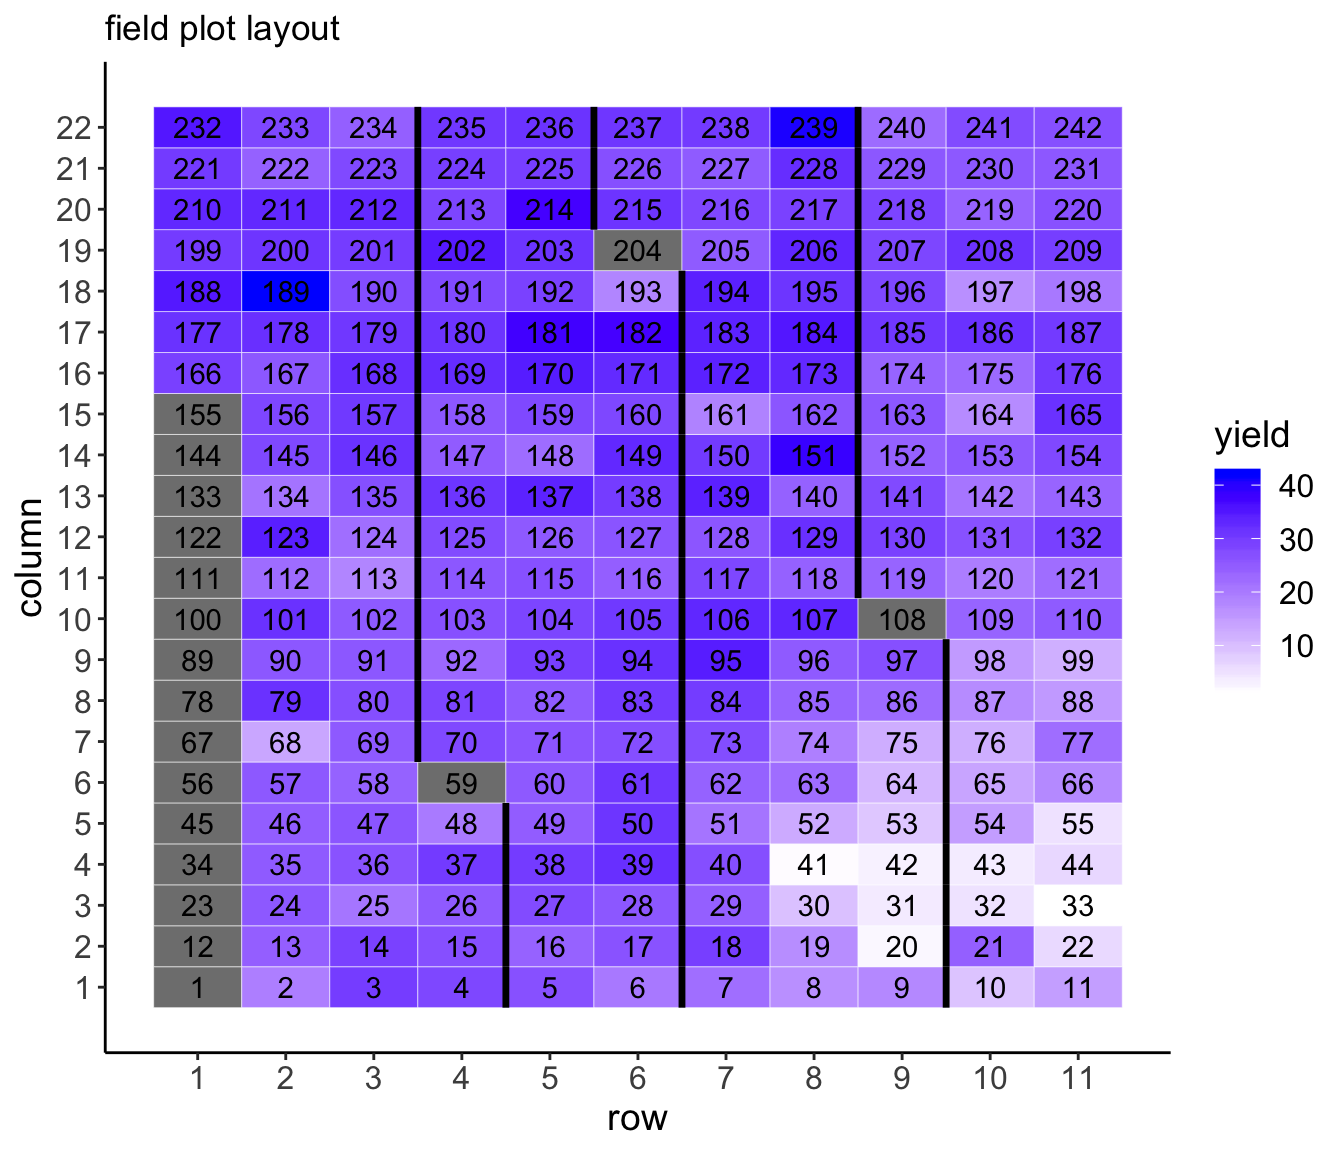 field plot layout
22 232 233 234 235 236 237 238 239 240 241 242
21 221 222 223 224 225 226 227 228 229 230 231
20 210 211 212 213 214 215 216 217 218 219 220
19 199 200 201 202 203 204 205 206 207 208 209
18 188 189 190 191 192 193 194 195 196 197 198
17 177 178 179 180 181 182 183 184 185 186 187
16 166 167 168 169 170 171 172 173 174 175 176
15 155 156 157 158 159 160 161 162 163 164 165
14 144 145 146 147 148 149 150 151 152 153 154
13 133 134 135 136 137 138 139 140 141 142 143
12 122 123 124 125 126 127 128 129 130 131 132
11 111 112 113 114 115 116 117 118 119 120 121
10 100 101 102 103 104 105 106 107 108 109 110
9 89 90 91 92 93 94 95 96 97 98 99
8 78 79 80 81 82 83 84 85 86 87 88
7 67 68 69 70 71 72 73 74 75 76 77
6 56 57 58 59 60 61 62 63 64 65 66
5 45 46 47 48 49 50 51 52 53 54 55
4 34 35 36 37 38 39 40 41 42 43 44
3 23 24 25 26 27 28 29 30 31 32 33
2 12 13 14 15 16 17 18 19 20 21 22
1 1 2 3 4 5 6 7 8 9 10 11
1 2 3 4 5 6 7 8 9 10 11
row
column
yield
40
30
20
10